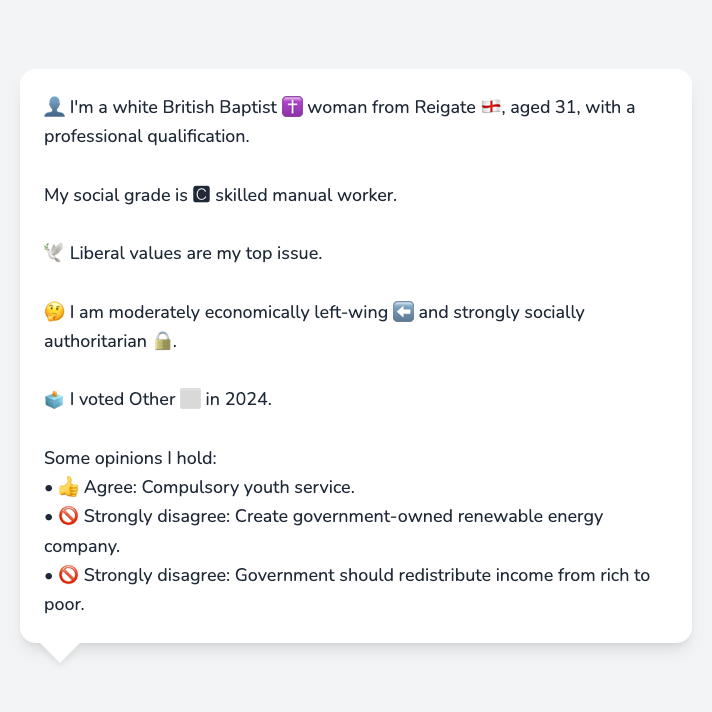 👤 I'm a white British Baptist ✝️ woman from Reigate 🏴󠁧󠁢󠁥󠁮󠁧󠁿, aged 31, with a
professional qualification.
My social grade is 🅲 skilled manual worker.
🕊️ Liberal values are my top issue.
🤔 I am moderately economically left-wing ⬅️ and strongly socially
authoritarian 🔒.
🗳️ I voted Other ⬜ in 2024.
Some opinions I hold:
• 👍 Agree: Compulsory youth service.
• 🚫 Strongly disagree: Create government-owned renewable energy
company.
• 🚫 Strongly disagree: Government should redistribute income from rich to
poor.